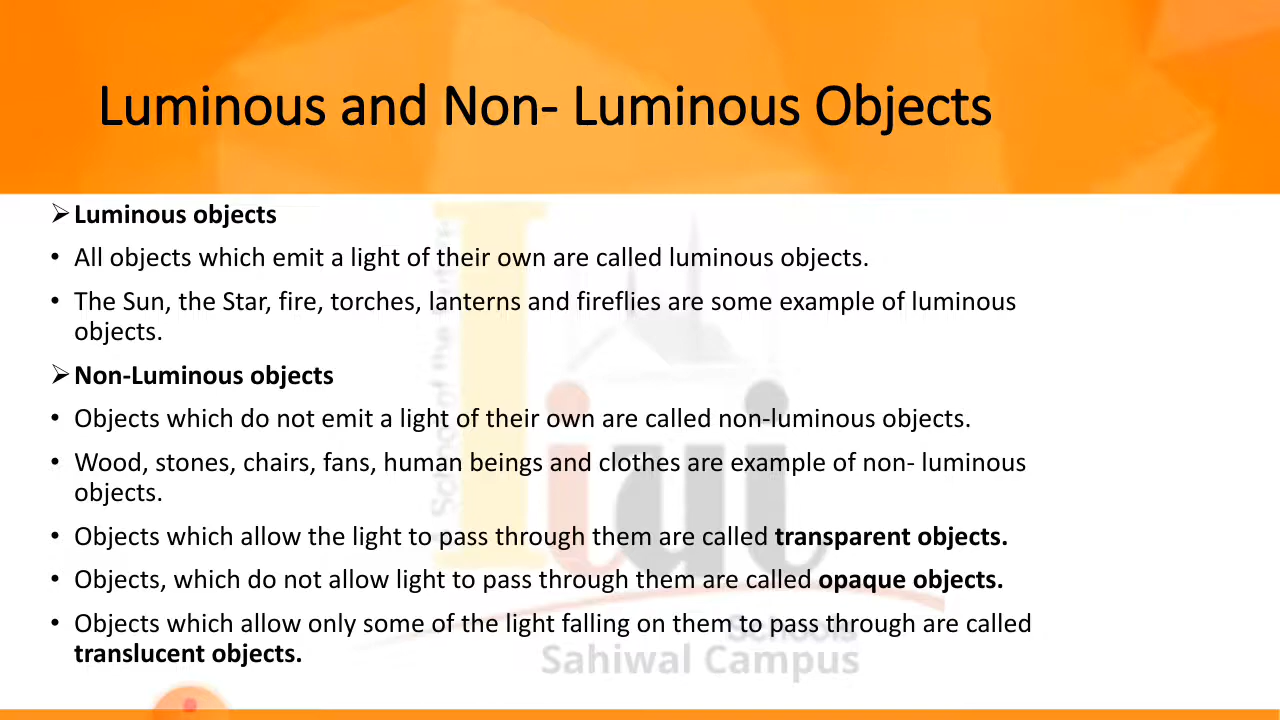 Luminous and Non- Luminous Objects
➢Luminous objects
• All objects which emit a light of their own are called luminous objects.
• The Sun, the Star, fire, torches, lanterns and fireflies are some example of luminous
objects.
➢Non-Luminous objects
• Objects which do not emit a light of their own are called non-luminous objects.
• Wood, stones, chairs, fans, human beings and clothes are example of non- luminous
objects.
• Objects which allow the light to pass through them are called transparent objects.
• Objects, which do not allow light to pass through them are called opaque objects.
• Objects which allow only some of the light falling on them to pass through are called
translucent objects.
Schools
Sahiwal Campus